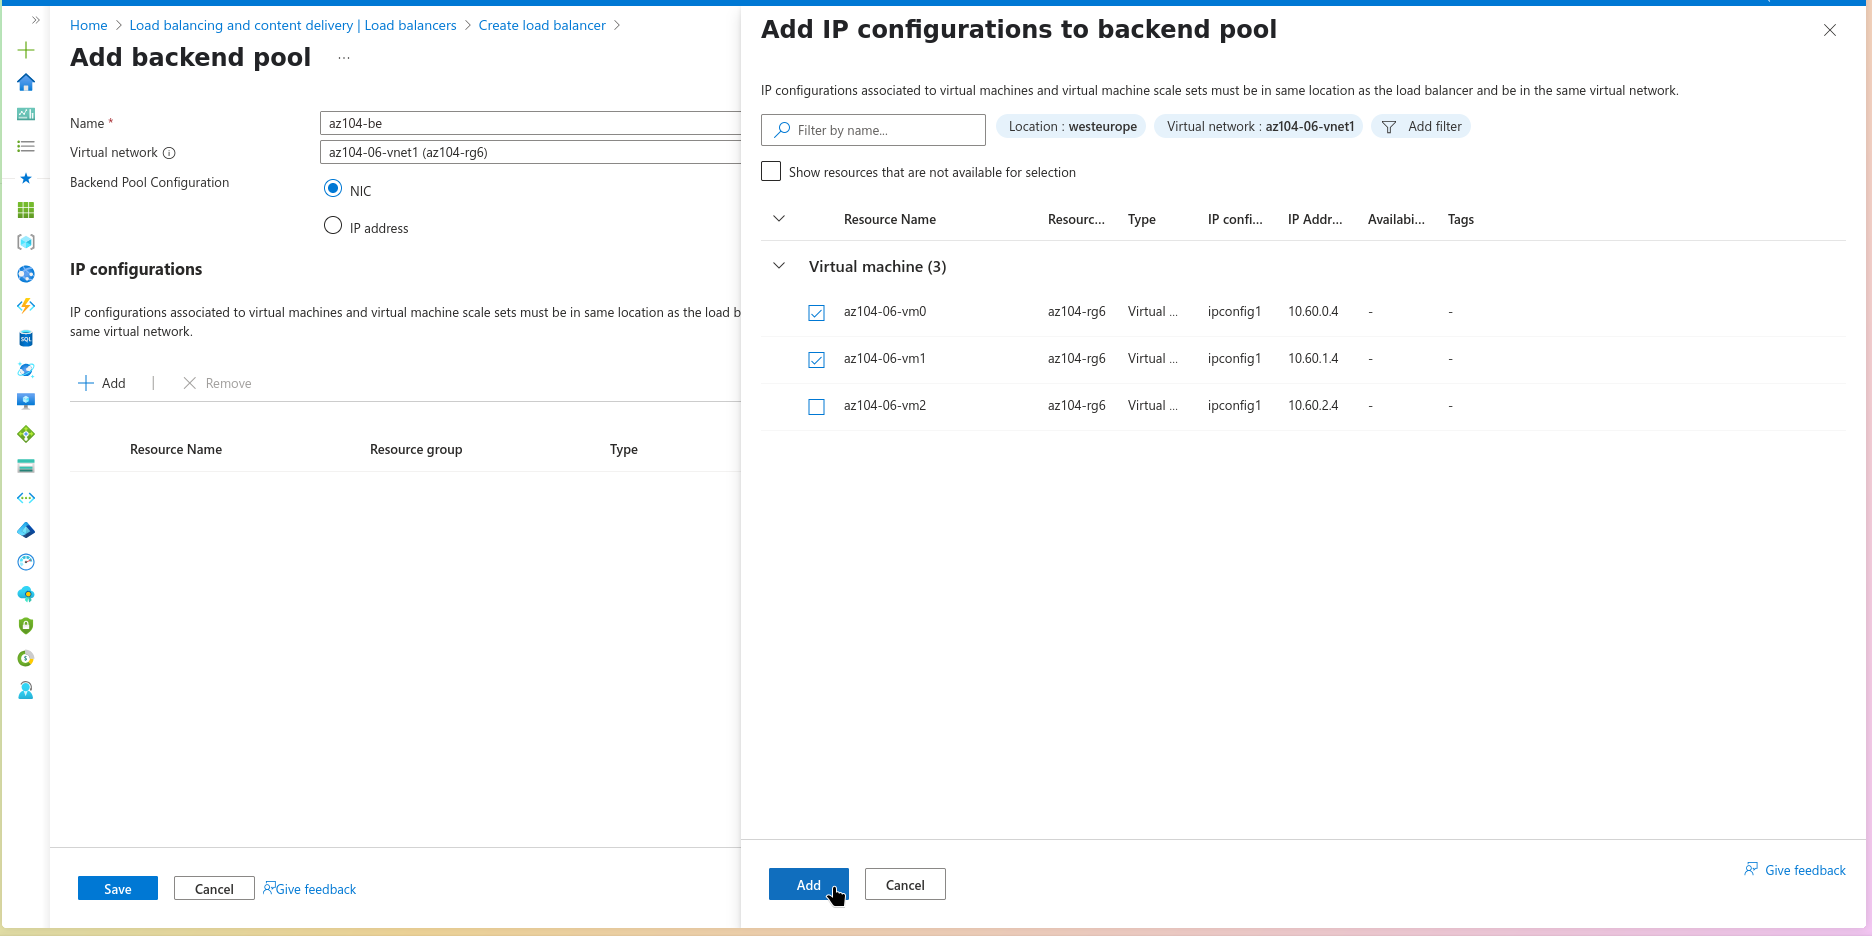 Home > Load balancing and content delivery | Load balancers > Create load balancer >
Add backend pool ...
Name *
az104-be
Virtual network
az104-06-vnet1 (az104-rg6)
Backend Pool Configuration
NIC
IP address
IP configurations
IP configurations associated to virtual machines and virtual machine scale sets must be in same location as the load b
same virtual network.
Add | Remove
Resource Name Resource group Type
Save Cancel Give feedback
Add IP configurations to backend pool
IP configurations associated to virtual machines and virtual machine scale sets must be in same location as the load balancer and be in the same virtual network.
Filter by name...
Location : westeurope
Virtual network : az104-06-vnet1
Add filter
Show resources that are not available for selection
Resource Name Resourc... Type IP confi... IP Addr... Availabi... Tags
Virtual machine (3)
az104-06-vm0 az104-rg6 Virtual ... ipconfig1 10.60.0.4 - -
az104-06-vm1 az104-rg6 Virtual ... ipconfig1 10.60.1.4 - -
az104-06-vm2 az104-rg6 Virtual ... ipconfig1 10.60.2.4 - -
Add Cancel
Give feedback